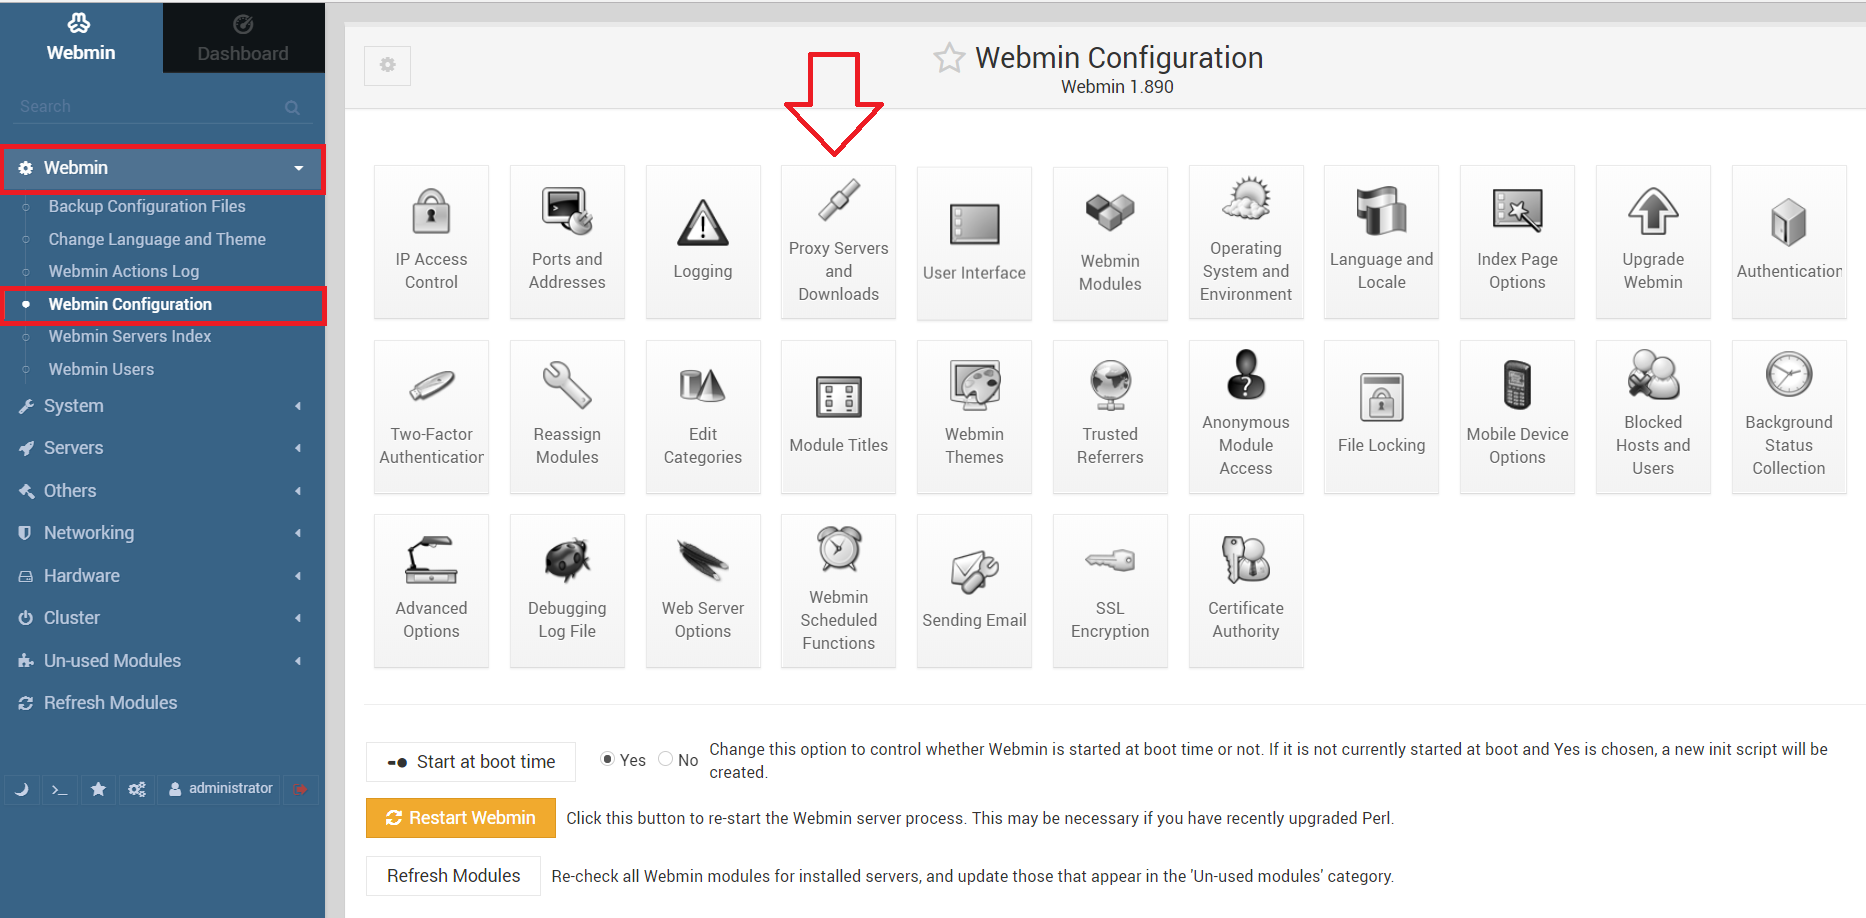 Webmin
Dashboard
Search
Webmin
Backup Configuration Files
Change Language and Theme
Webmin Actions Log
Webmin Configuration
Webmin Servers Index
Webmin Users
System
Servers
Others
Networking
Hardware
Cluster
Un-used Modules
Refresh Modules
administrator
Webmin Configuration
Webmin 1.890
IP Access
Control
Ports and
Addresses
Logging
Proxy Servers
and
Downloads
User Interface
Webmin
Modules
Operating
System and
Environment
Language and
Locale
Index Page
Options
Upgrade
Webmin
Authentication
Two-Factor
Authentication
Reassign
Modules
Edit
Categories
Module Titles
Webmin
Themes
Trusted
Referrers
Anonymous
Module
Access
File Locking
Mobile Device
Options
Blocked
Hosts and
Users
Background
Status
Collection
Advanced
Options
Debugging
Log File
Web Server
Options
Webmin
Scheduled
Functions
Sending Email
SSL
Encryption
Certificate
Authority
Start at boot time
Yes No
Change this option to control whether Webmin is started at boot time or not. If it is not currently started at boot and Yes is chosen, a new init script will be
created.
Restart Webmin
Click this button to re-start the Webmin server process. This may be necessary if you have recently upgraded Perl.
Refresh Modules
Re-check all Webmin modules for installed servers, and update those that appear in the 'Un-used modules' category.